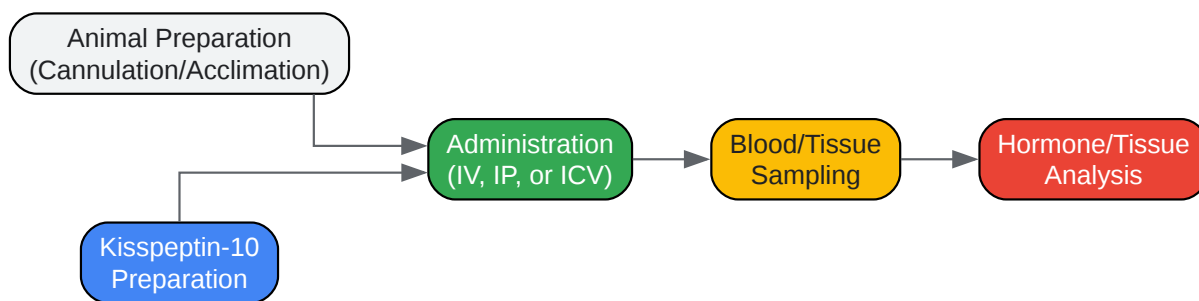 Animal Preparation
(Cannulation/Acclimation)
Administration
(IV, IP, or ICV)
Blood/Tissue
Sampling
Hormone/Tissue
Analysis
Kisspeptin-10
Preparation